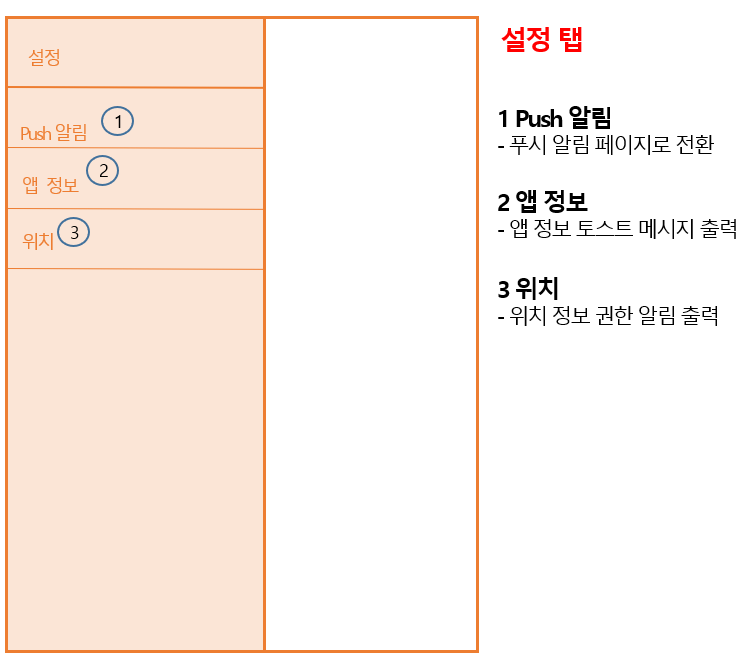 설정
Push 알림 1
앱 정보 2
위치 3
설정 탭
1 Push 알림
- 푸시 알림 페이지로 전환
2 앱 정보
- 앱 정보 토스트 메시지 출력
3 위치
- 위치 정보 권한 알림 출력